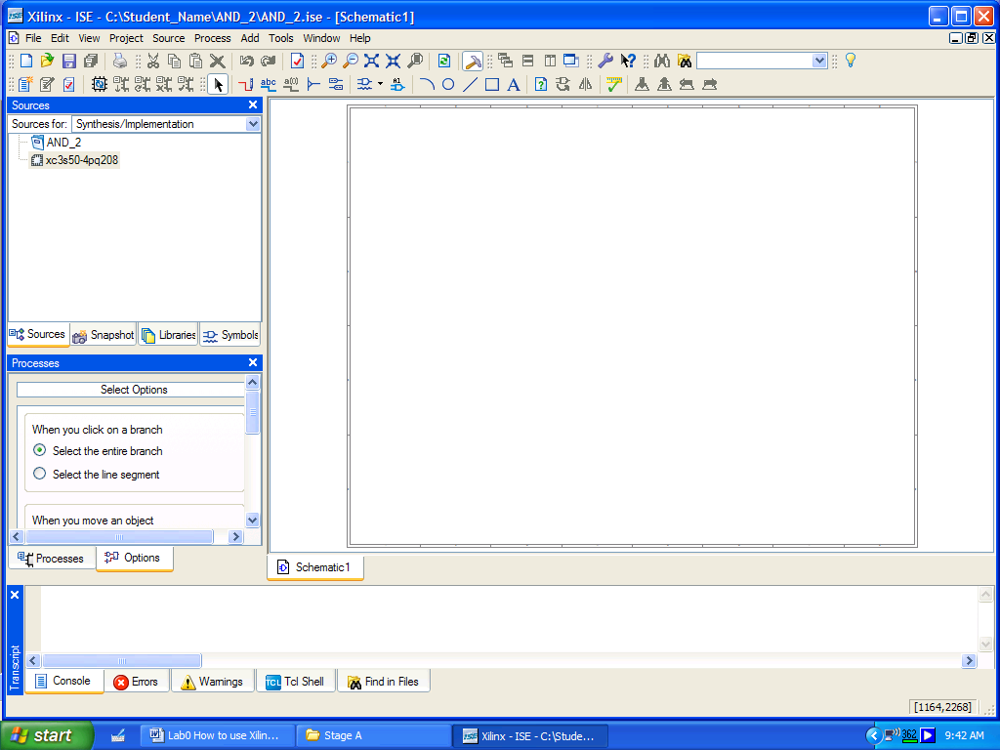 Xilinx - ISE - C:\Student_Name\AND_2\AND_2.ise - [Schematic1]
File Edit View Project Source Process Add Tools Window Help
abc
A
Sources
Sources for: Synthesis/Implementation
AND_2
xc3s50-4pq208
Sources Snapshot Libraries Symbols
Processes
Select Options
When you click on a branch
Select the entire branch
Select the line segment
When you move an object
Processes Options
Schematic1
Transcript
Console Errors Warnings TCL Tcl Shell Find in Files
[1164,2268]
start Lab0 How to use Xilin... Stage A ISE Xilinx - ISE - C:\Stude... 362 9:42 AM